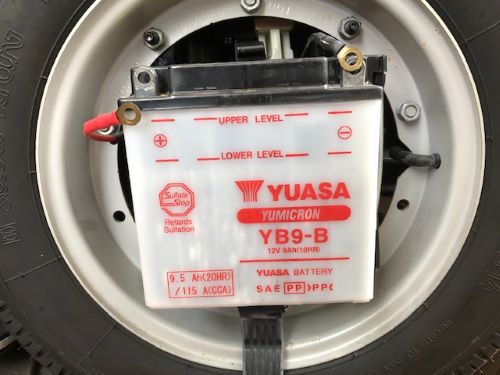 UPPER LEVEL
LOWER LEVEL
Sulfate
Stop
Retards
Sulfation
YUASA
YUMICRON
YB9-B
12V 9AH(10HR)
9.5 Ah(20HR)
/115 A(CCA)
YUASA BATTERY
SAE PP >PP<